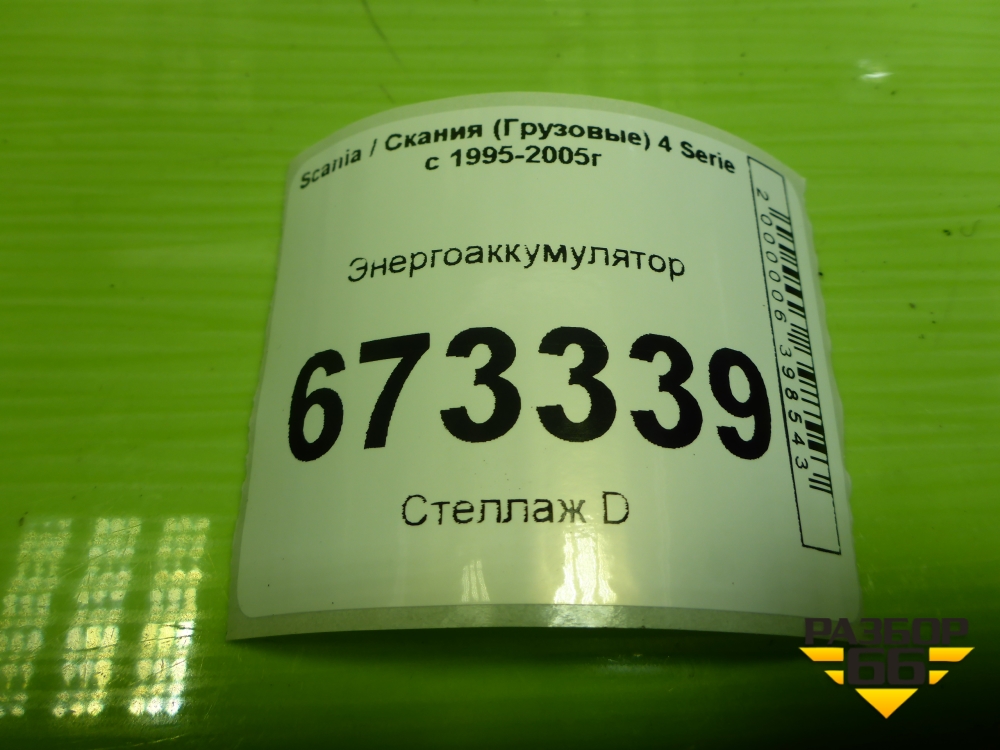 Scania / Скания (Грузовые) 4 Serie
с 1995-2005г
Энергоаккумулятор
673339
Стеллаж D
2000006398543
РАЗБОР
66